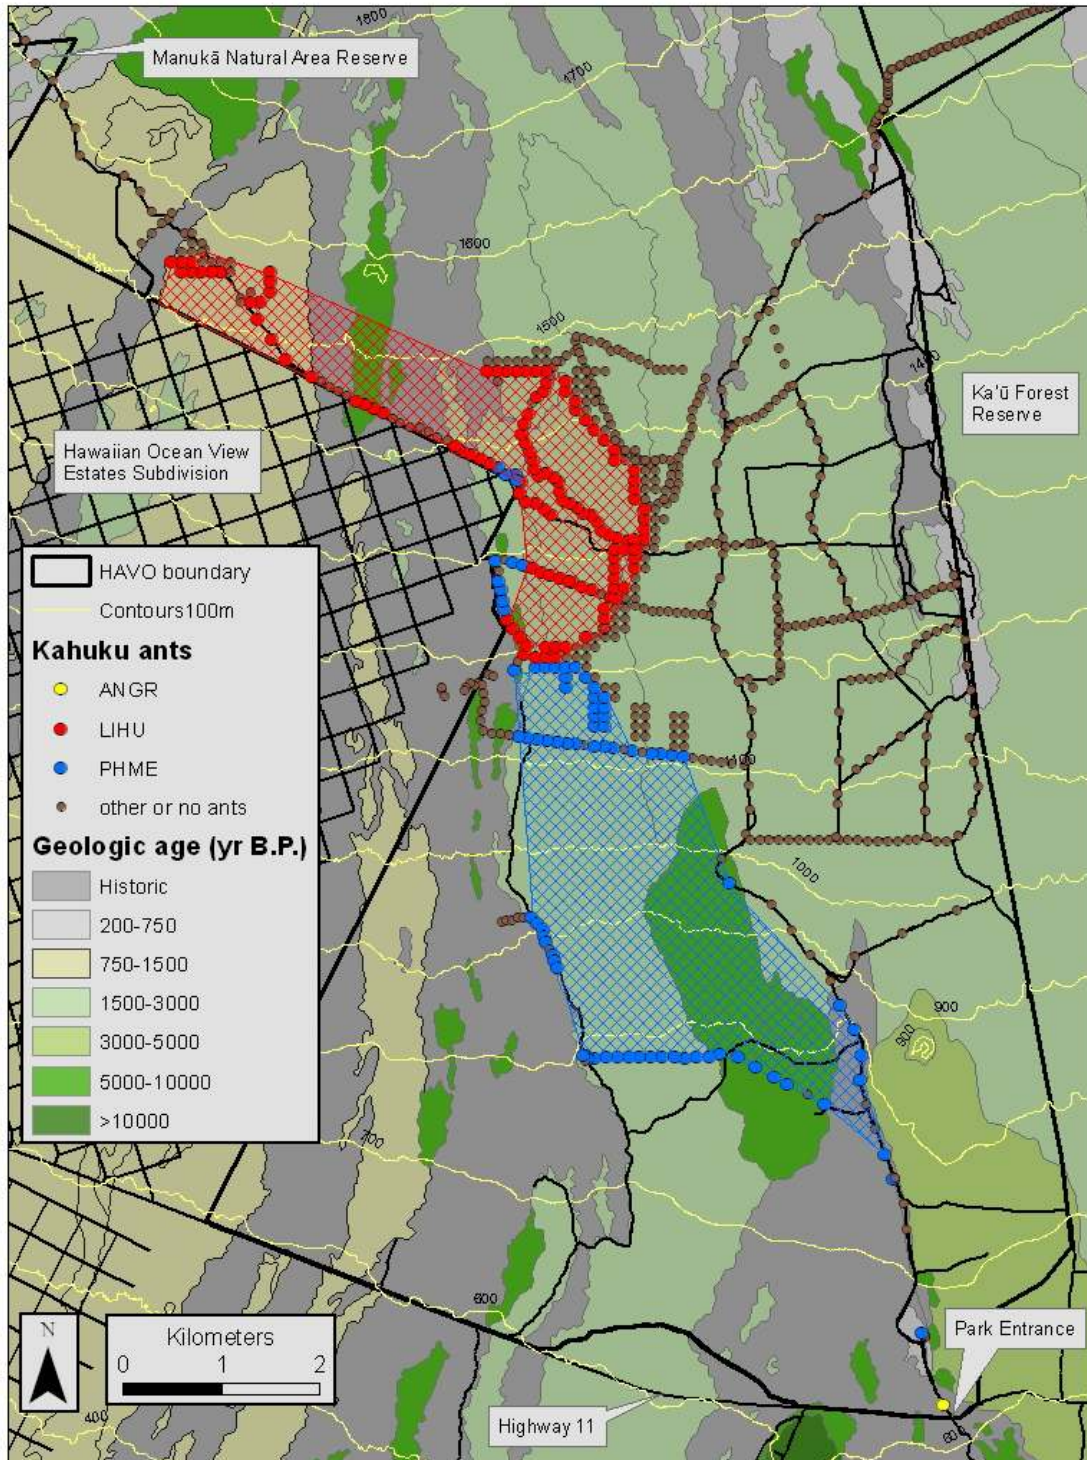 1800
Manukā Natural Area Reserve
1700
1600
1500
1400
Ka'ū Forest
Reserve
Hawaiian Ocean View
Estates Subdivision
HAVO boundary
Contours100m
Kahuku ants
ANGR
LIHU
PHME
other or no ants
Geologic age (yr B.P.)
Historic
200-750
750-1500
1500-3000
3000-5000
5000-10000
>10000
1000
900
900
700
600
N
Kilometers
0 1 2
Park Entrance
Highway 11
400